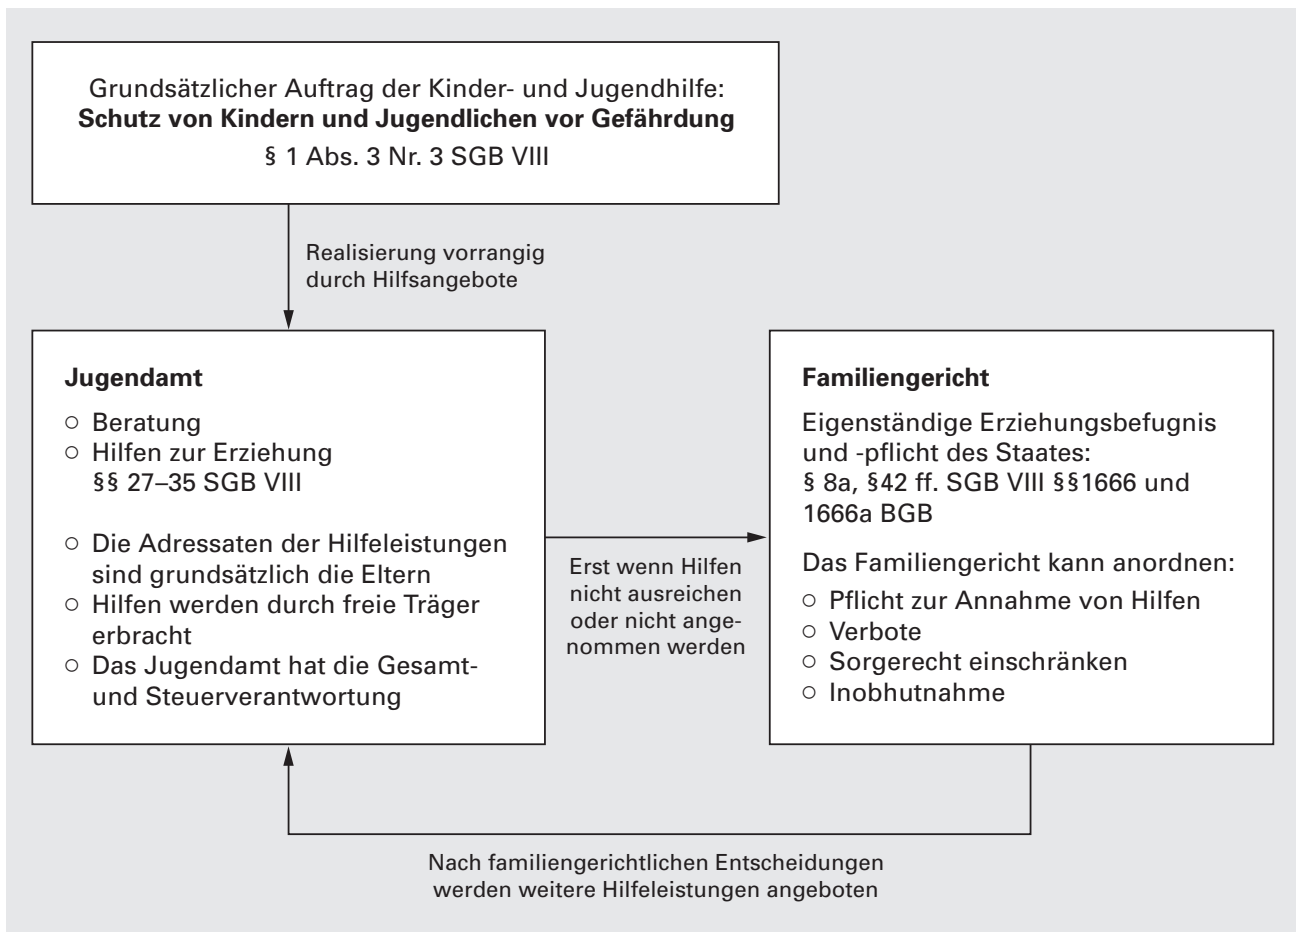 Grundsätzlicher Auftrag der Kinder- und Jugendhilfe:
Schutz von Kindern und Jugendlichen vor Gefährdung
§ 1 Abs. 3 Nr. 3 SGB VIII
Realisierung vorrangig
durch Hilfsangebote
Jugendamt
○ Beratung
○ Hilfen zur Erziehung
§§ 27–35 SGB VIII
○ Die Adressaten der Hilfeleistungen
sind grundsätzlich die Eltern
○ Hilfen werden durch freie Träger
erbracht
○ Das Jugendamt hat die Gesamt-
und Steuerverantwortung
Erst wenn Hilfen
nicht ausreichen
oder nicht ange-
nommen werden
Familiengericht
Eigenständige Erziehungsbefugnis
und -pflicht des Staates:
§ 8a, §42 ff. SGB VIII §§1666 und
1666a BGB
Das Familiengericht kann anordnen:
○ Pflicht zur Annahme von Hilfen
○ Verbote
○ Sorgerecht einschränken
○ Inobhutnahme
Nach familiengerichtlichen Entscheidungen
werden weitere Hilfeleistungen angeboten